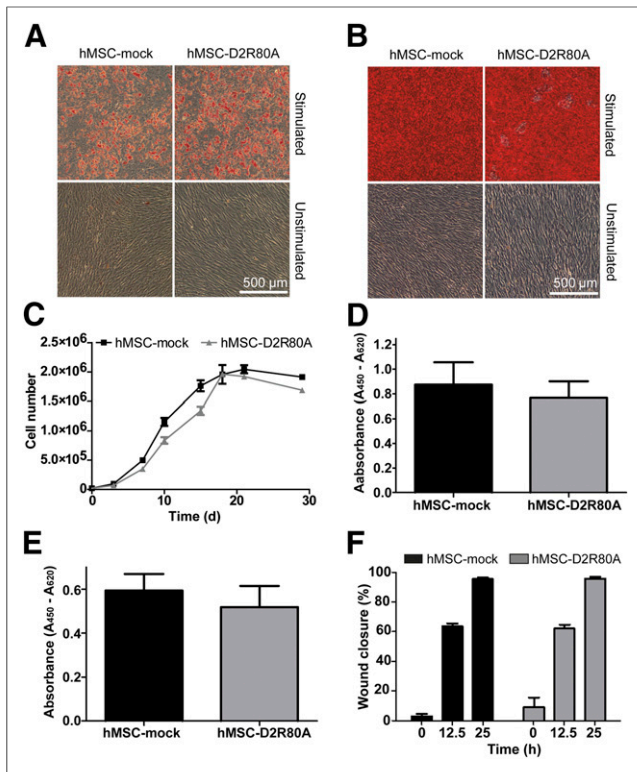 A
hMSC-mock hMSC-D2R80A
Stimulated
Unstimulated
500 µm
B
hMSC-mock hMSC-D2R80A
Stimulated
Unstimulated
500 µm
C
hMSC-mock hMSC-D2R80A
Cell number
2.5×10⁶
2.0×10⁶
1.5×10⁶
1.0×10⁶
5.0×10⁵
0 10 20 30
Time (d)
D
Aabsorbance (A450 - A620)
1.2
1.0
0.8
0.6
0.4
0.2
0.0
hMSC-mock hMSC-D2R80A
E
Absorbance (A450 - A620)
0.6
0.4
0.2
0.0
hMSC-mock hMSC-D2R80A
F
hMSC-mock hMSC-D2R80A
Wound closure (%)
100
80
60
40
20
0
0 12.5 25 0 12.5 25
Time (h)